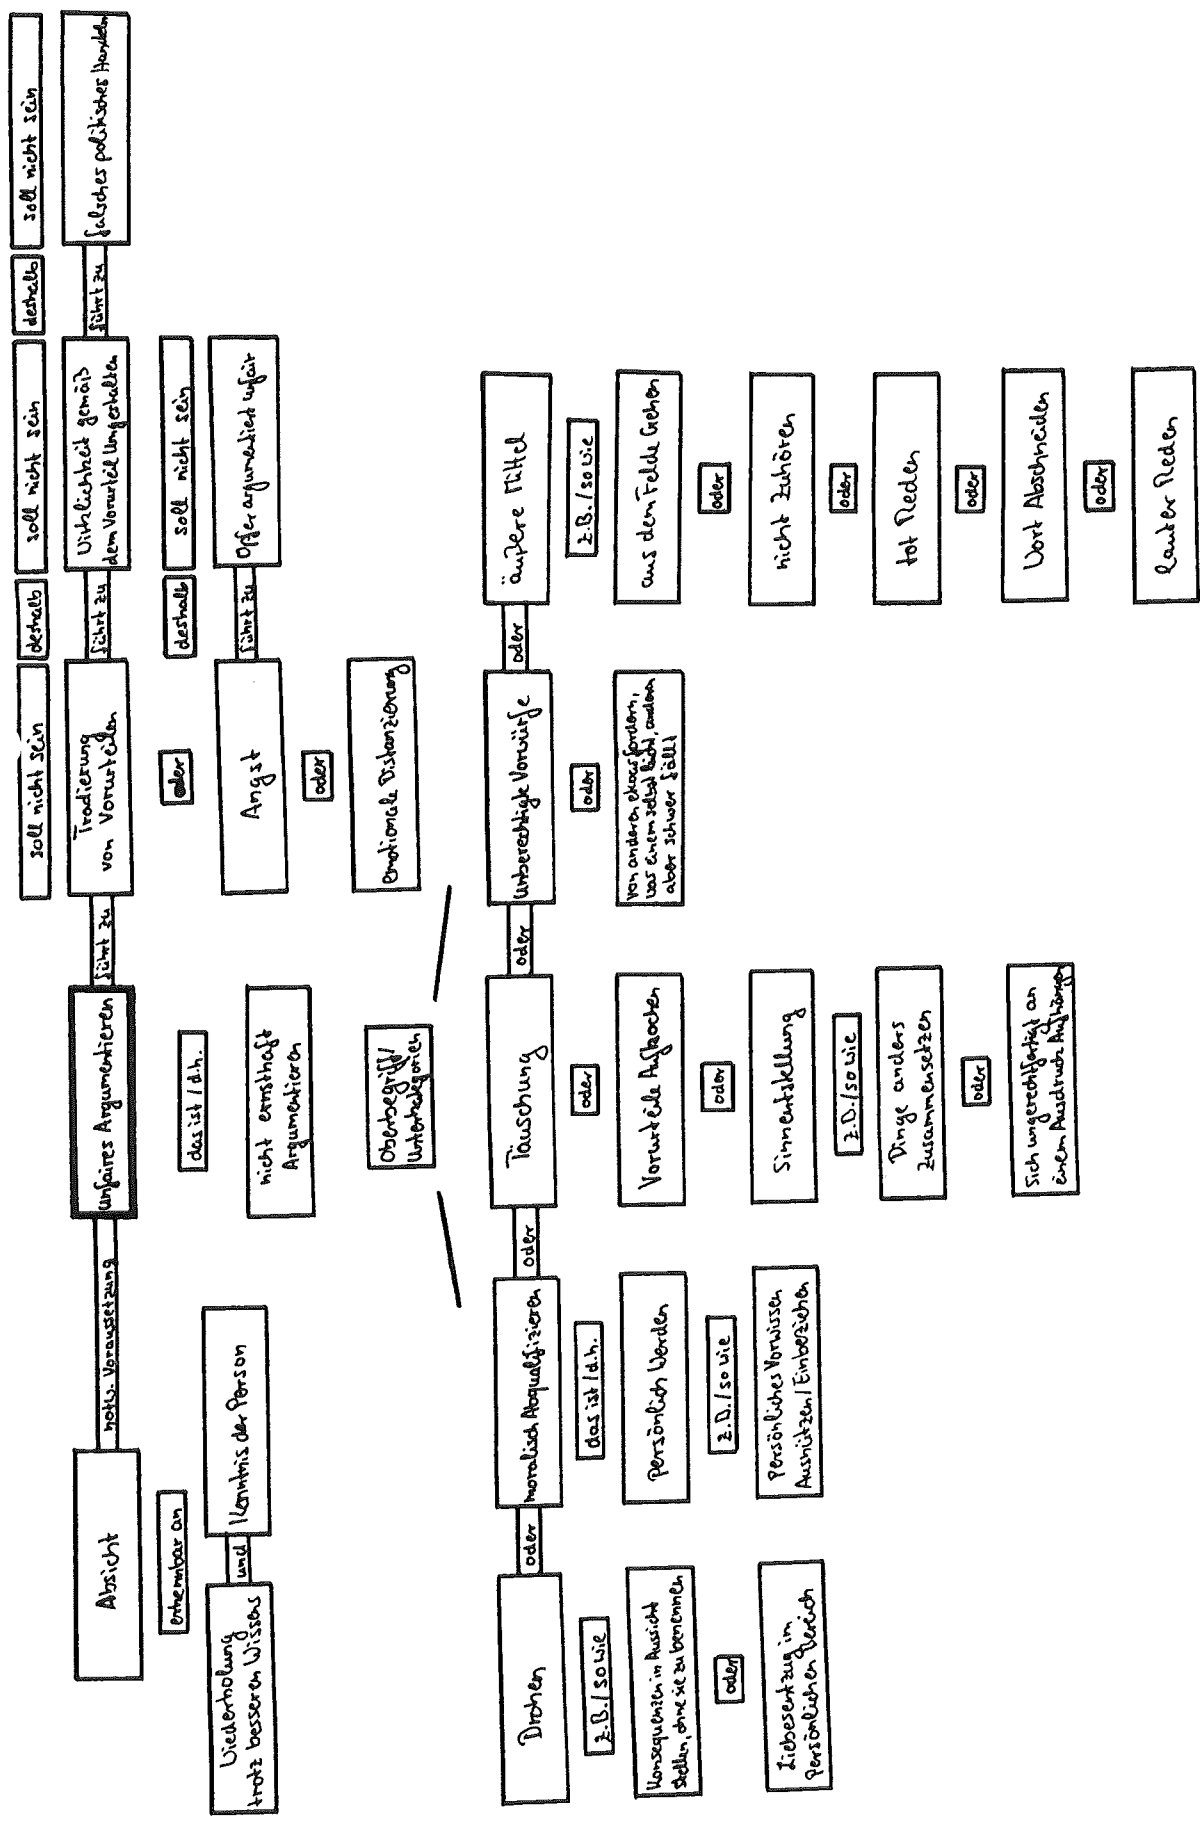 soll nicht sein
deshalb
soll nicht sein
deshalb
soll nicht sein
Absicht
notw. Voraussetzung
unfaires Argumentieren
führt zu
Tradierung
von Vorurteilen
führt zu
Wirklichkeit gemäß
dem Vorurteil Umgestalten
führt zu
falsches politisches Handeln
erkennbar an
das ist / d.h.
oder
deshalb
soll nicht sein
Wiederholung
trotz besseren Wissens
und
Kenntnis der Person
nicht ernsthaft
Argumentieren
Angst
führt zu
Opfer argumentiert unfair
oder
emotionale Distanzierung
Oberbegriff/
Unterkategorien
Drohen
oder
moralisch Abqualifizieren
oder
Täuschung
oder
unberechtigte Vorwürfe
oder
äußere Mittel
z.B. / so wie
das ist / d.h.
oder
oder
z.B. / so wie
Konsequenzen in Aussicht
stellen, ohne sie zu benennen
Persönlich Werden
Vorurteile Aufkochen
von anderen etwas fordern,
was einem selbst leicht, anderen
aber schwer fällt
aus dem Felde Gehen
oder
z.B. / so wie
oder
oder
Liebesentzug im
Persönlichen Bereich
Persönliches Vorwissen
Ausnützen / Einbeziehen
Sinnentstellung
nicht Zuhören
z.B. / so wie
oder
Dinge anders
Zusammensetzen
tot Reden
oder
oder
Sich ungerechtfertigt an
einem Ausdruck Aufhängen
Wort Abschneiden
oder
lauter Reden